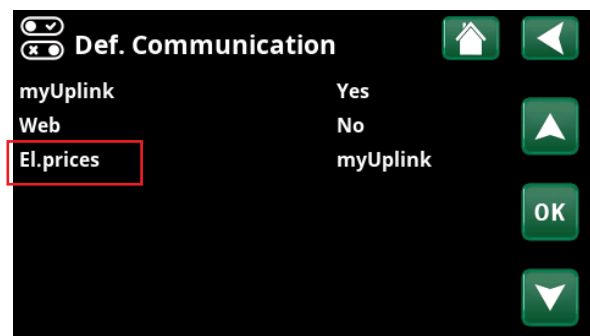 Def. Communication
myUplink Yes
Web No
El.prices myUplink
OK